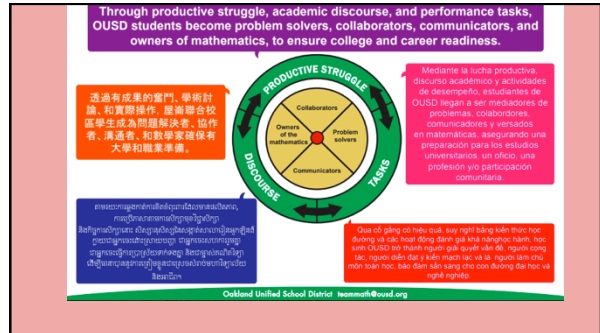 Through productive struggle, academic discourse, and performance tasks,
OUSD students become problem solvers, collaborators, communicators, and
owners of mathematics, to ensure college and career readiness.
透過有成果的奮鬥、學術討
論、和實際操作, 屋崙聯合校
區學生成為問題解決者、協作
者、溝通者、和數學家確保有
大學和職業準備。
PRODUCTIVE STRUGGLE
Collaborators
Owners of the mathematics
Problem solvers
Communicators
DISCOURSE
TASKS
Mediante la lucha productiva,
discurso académico y actividades
de desempeño, estudiantes de
OUSD llegan a ser mediadores de
problemas, colabordores,
comunicadores y versados
en matemáticas, asegurando una
preparación para los estudios
universitarios, un oficio, una
profesión y/o participación
comunitaria.
Qua cố gắng có hiệu quả, suy nghĩ bằng kiến thức học
đường và các hoạt động đánh giá khả nănghọc hành, học
sinh OUSD trở thành người giải quyết vấn đề, người cộng
tác, người diễn đạt ý kiến mạch lạc và là người làm chủ
môn toán học, bảo đảm sẵn sàng cho con đường đại học và
nghề nghiệp.
Oakland Unified School District teammath@ousd.org